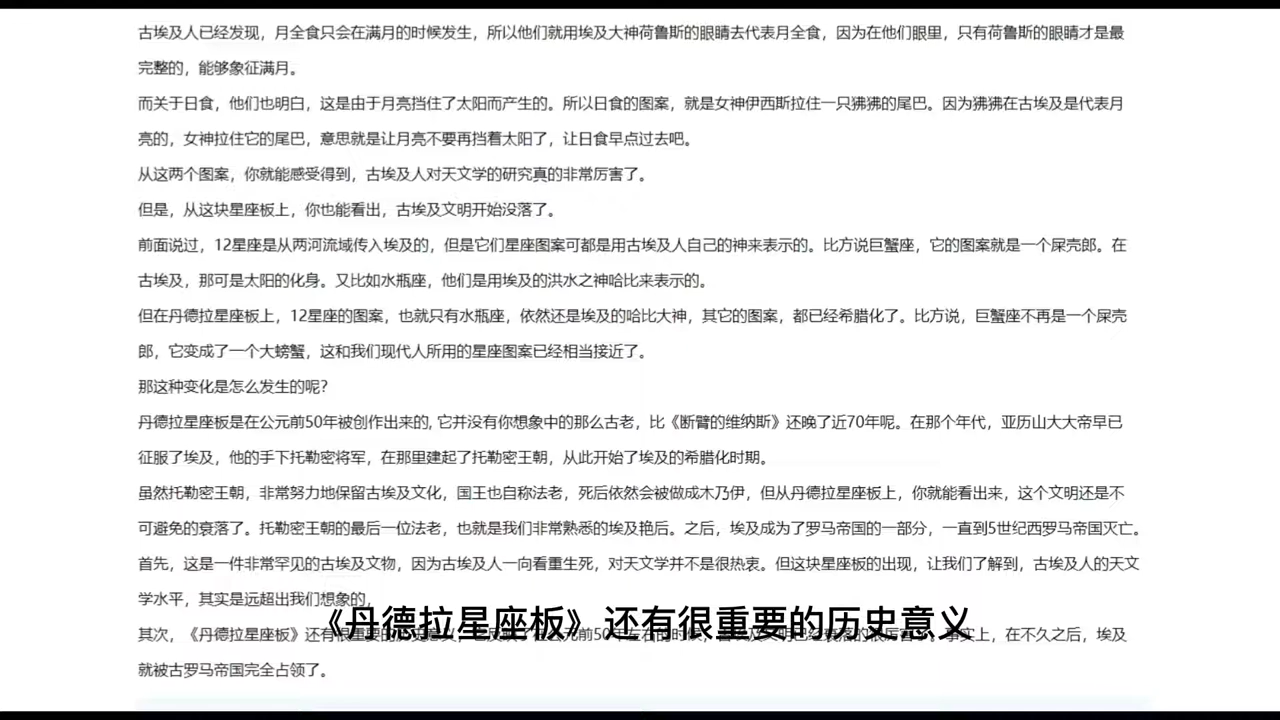 古埃及人已经发现，月全食只会在满月的时候发生，所以他们就用埃及大神荷鲁斯的眼睛去代表月全食，因为在他们眼里，只有荷鲁斯的眼睛才是最
完整的，能够象征满月。
而关于日食，他们也明白，这是由于月亮挡住了太阳而产生的。所以日食的图案，就是女神伊西斯拉住一只狒狒的尾巴。因为狒狒在古埃及是代表月
亮的，女神拉住它的尾巴，意思就是让月亮不要再挡着太阳了，让日食早点过去吧。
从这两个图案，你就能感受得到，古埃及人对天文学的研究真的非常厉害了。
但是，从这块星座板上，你也能看出，古埃及文明开始没落了。
前面说过，12星座是从两河流域传入埃及的，但是它们星座图案可都是用古埃及人自己的神来表示的。比方说巨蟹座，它的图案就是一个屎壳郎。在
古埃及，那可是太阳的化身。又比如水瓶座，他们是用埃及的洪水之神哈比来表示的。
但在丹德拉星座板上，12星座的图案，也就只有水瓶座，依然还是埃及的哈比大神，其它的图案，都已经希腊化了。比方说，巨蟹座不再是一个屎壳
郎，它变成了一个大螃蟹，这和我们现代人所用的星座图案已经相当接近了。
那这种变化是怎么发生的呢？
丹德拉星座板是在公元前50年被创作出来的, 它并没有你想象中的那么古老，比《断臂的维纳斯》还晚了近70年呢。在那个年代，亚历山大大帝早已
征服了埃及，他的手下托勒密将军，在那里建起了托勒密王朝，从此开始了埃及的希腊化时期。
虽然托勒密王朝，非常努力地保留古埃及文化，国王也自称法老，死后依然会被做成木乃伊，但从丹德拉星座板上，你就能看出来，这个文明还是不
可避免的衰落了。托勒密王朝的最后一位法老，也就是我们非常熟悉的埃及艳后。之后，埃及成为了罗马帝国的一部分，一直到5世纪西罗马帝国灭亡。
首先，这是一件非常罕见的古埃及文物，因为古埃及人一向看重生死，对天文学并不是很热衷。但这块星座板的出现，让我们了解到，古埃及人的天文
学水平，其实是远超出我们想象的，
《丹德拉星座板》还有很重要的历史意义
其次，《丹德拉星座板》还有很重要的 在公元前50年左右的时候， 事实上，在不久之后，埃及
就被古罗马帝国完全占领了。